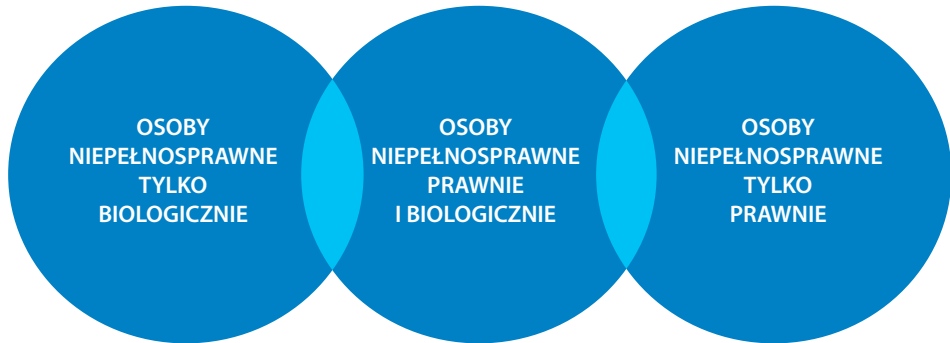 OSOBY
NIEPEŁNOSPRAWNE
TYLKO
BIOLOGICZNIE
OSOBY
NIEPEŁNOSPRAWNE
PRAWNIE
I BIOLOGICZNIE
OSOBY
NIEPEŁNOSPRAWNE
TYLKO
PRAWNIE